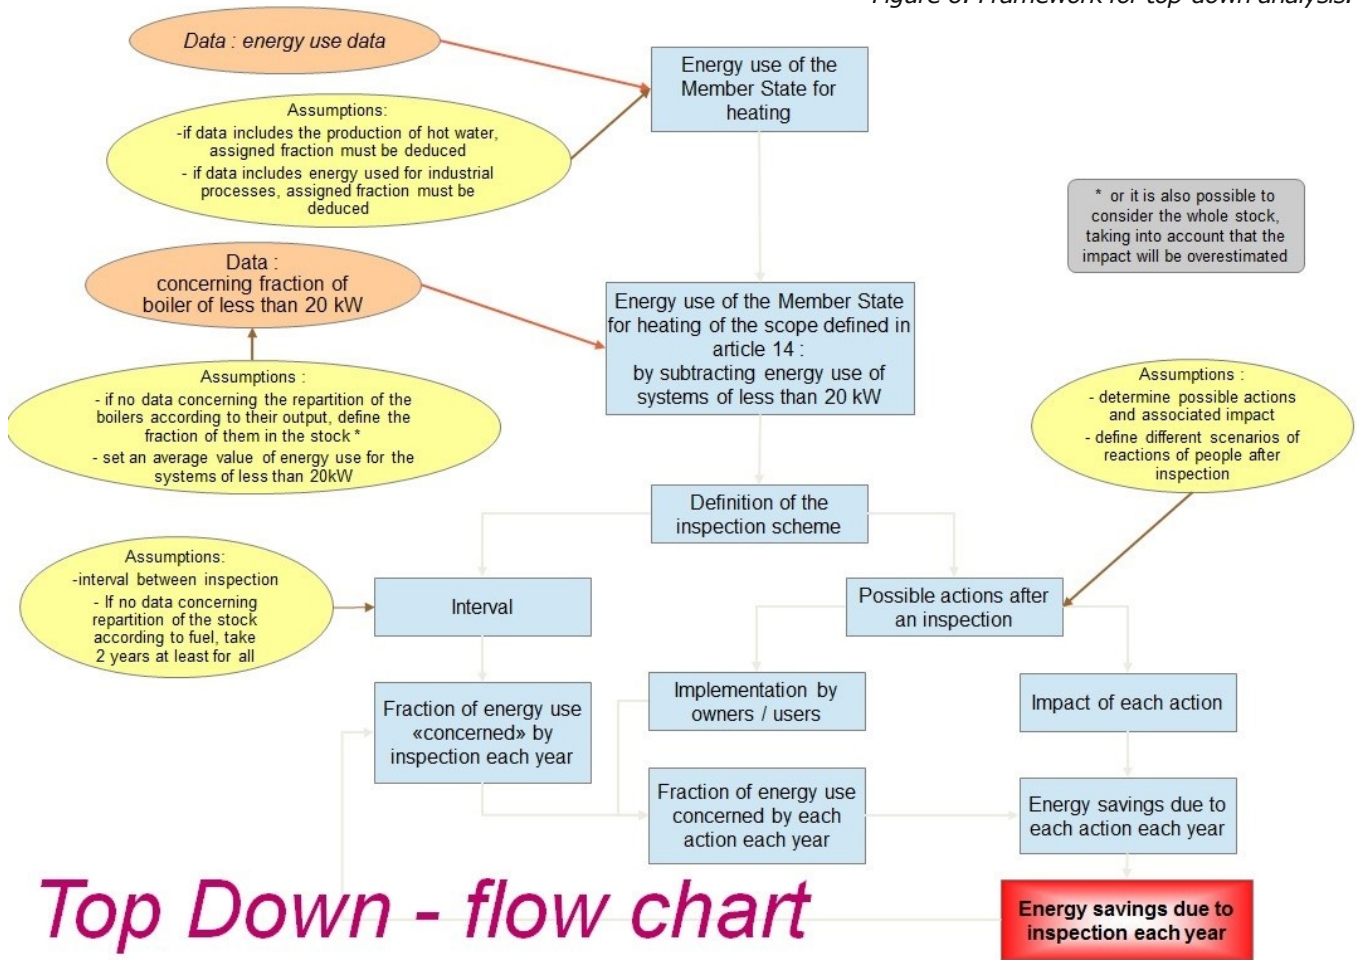 Figure 6: Framework for top-down analysis.
Data : energy use data
Energy use of the
Member State for
heating
Assumptions:
-if data includes the production of hot water,
assigned fraction must be deduced
- if data includes energy used for industrial
processes, assigned fraction must be
deduced
* or it is also possible to
consider the whole stock,
taking into account that the
impact will be overestimated
Data :
concerning fraction of
boiler of less than 20 kW
Energy use of the Member State
for heating of the scope defined in
article 14 :
by subtracting energy use of
systems of less than 20 kW
Assumptions :
- if no data concerning the repartition of the
boilers according to their output, define the
fraction of them in the stock *
- set an average value of energy use for the
systems of less than 20kW
Assumptions :
- determine possible actions
and associated impact
- define different scenarios of
reactions of people after
inspection
Definition of the
inspection scheme
Assumptions:
-interval between inspection
- If no data concerning
repartition of the stock
according to fuel, take
2 years at least for all
Interval
Possible actions after
an inspection
Fraction of energy use
«concerned» by
inspection each year
Implementation by
owners / users
Impact of each action
Fraction of energy use
concerned by each
action each year
Energy savings due to
each action each year
Energy savings due to
inspection each year
Top Down - flow chart